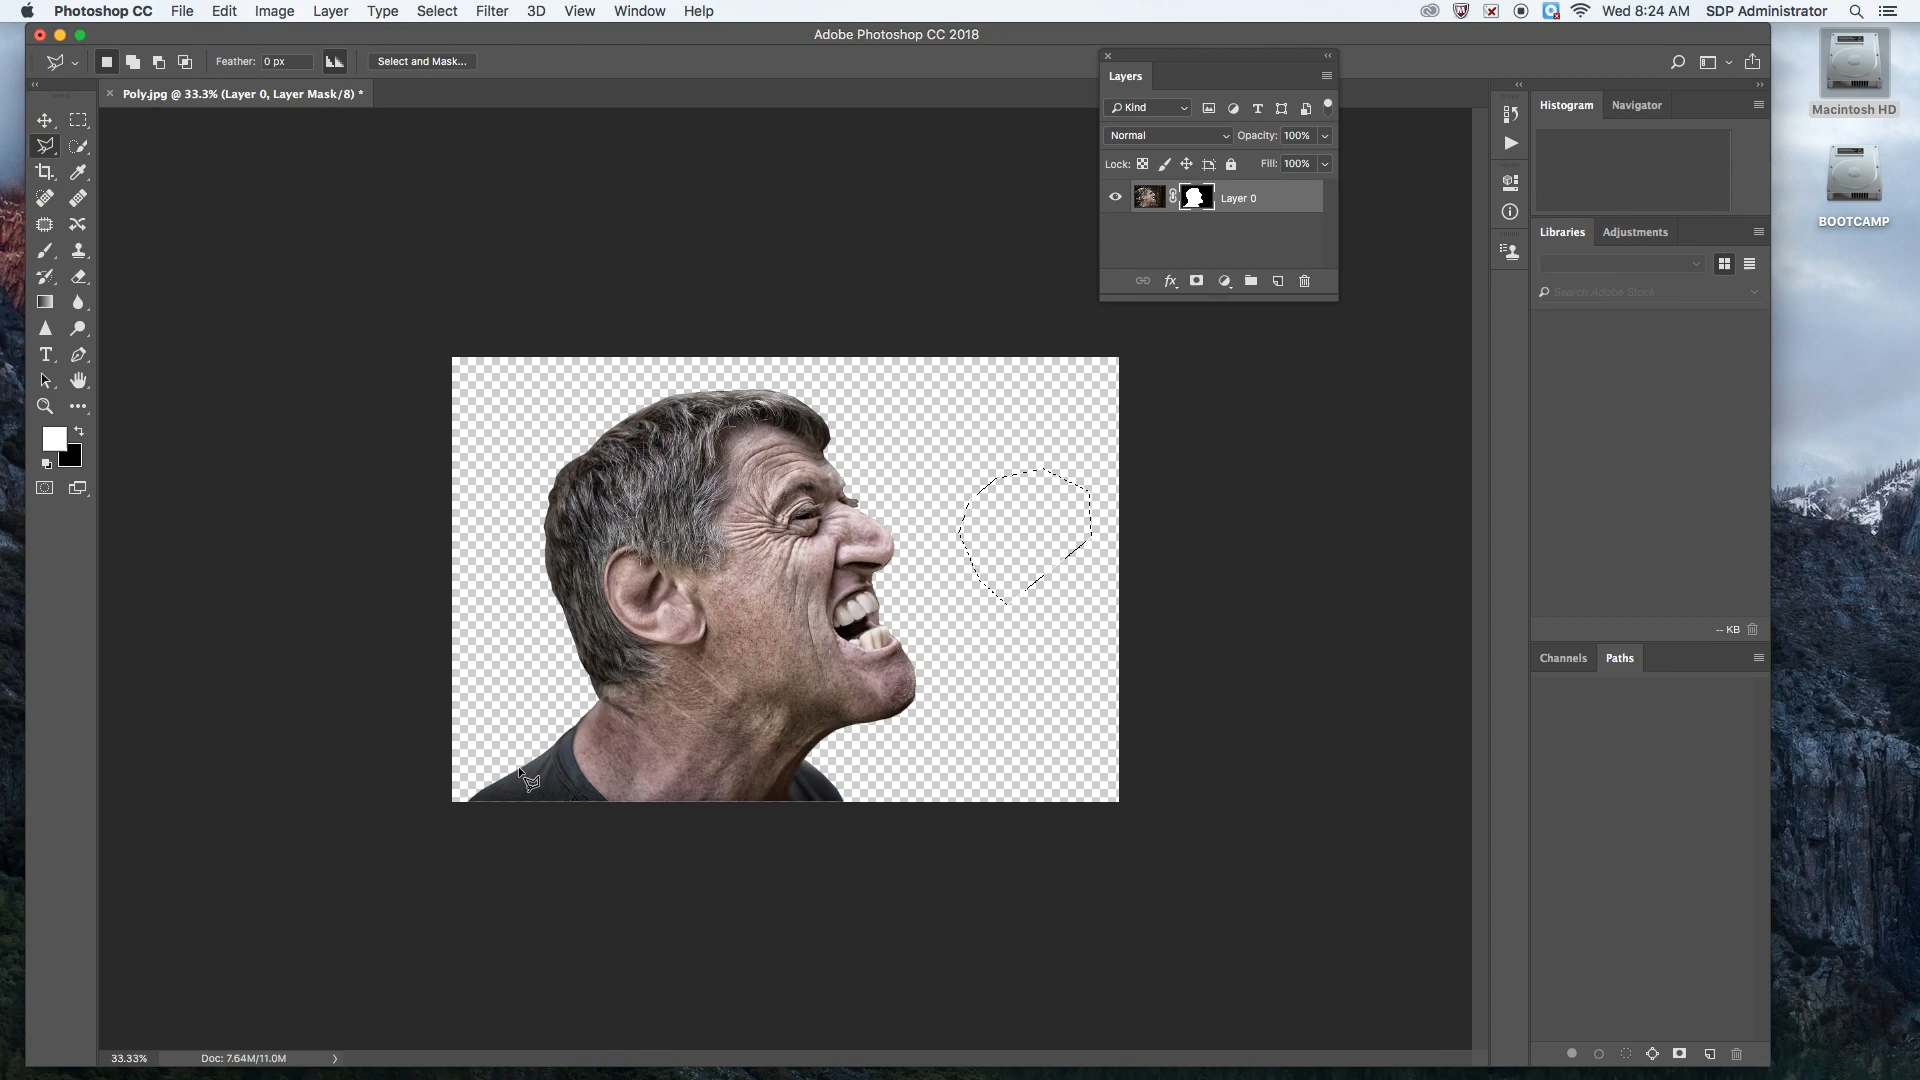 Photoshop CC File Edit Image Layer Type Select Filter 3D View Window Help Wed 8:24 AM SDP Administrator
Adobe Photoshop CC 2018
Feather: 0 px Select and Mask...
Poly.jpg @ 33.3% (Layer 0, Layer Mask/8) *
Layers
Kind
Normal Opacity: 100%
Lock: Fill: 100%
Layer 0
fx
Histogram Navigator
Libraries Adjustments
Search Adobe Stock
-- KB
Channels Paths
Macintosh HD
BOOTCAMP
33.33% Doc: 7.64M/11.0M